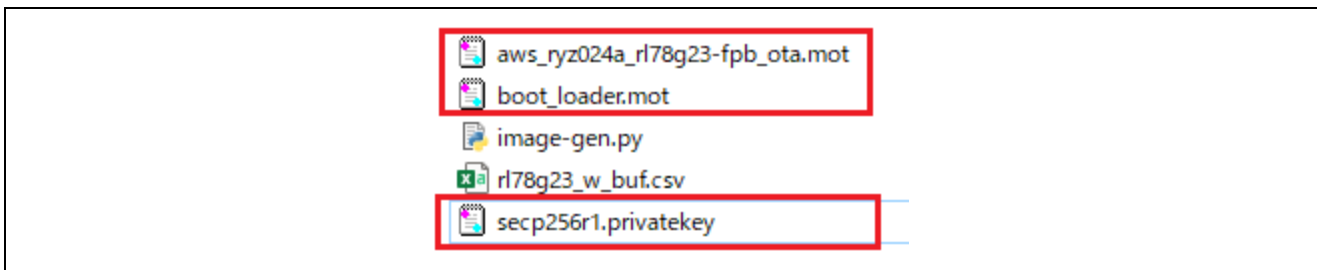 aws_ryz024a_rl78g23-fpb_ota.mot
boot_loader.mot
image-gen.py
rl78g23_w_buf.csv
secp256r1.privatekey